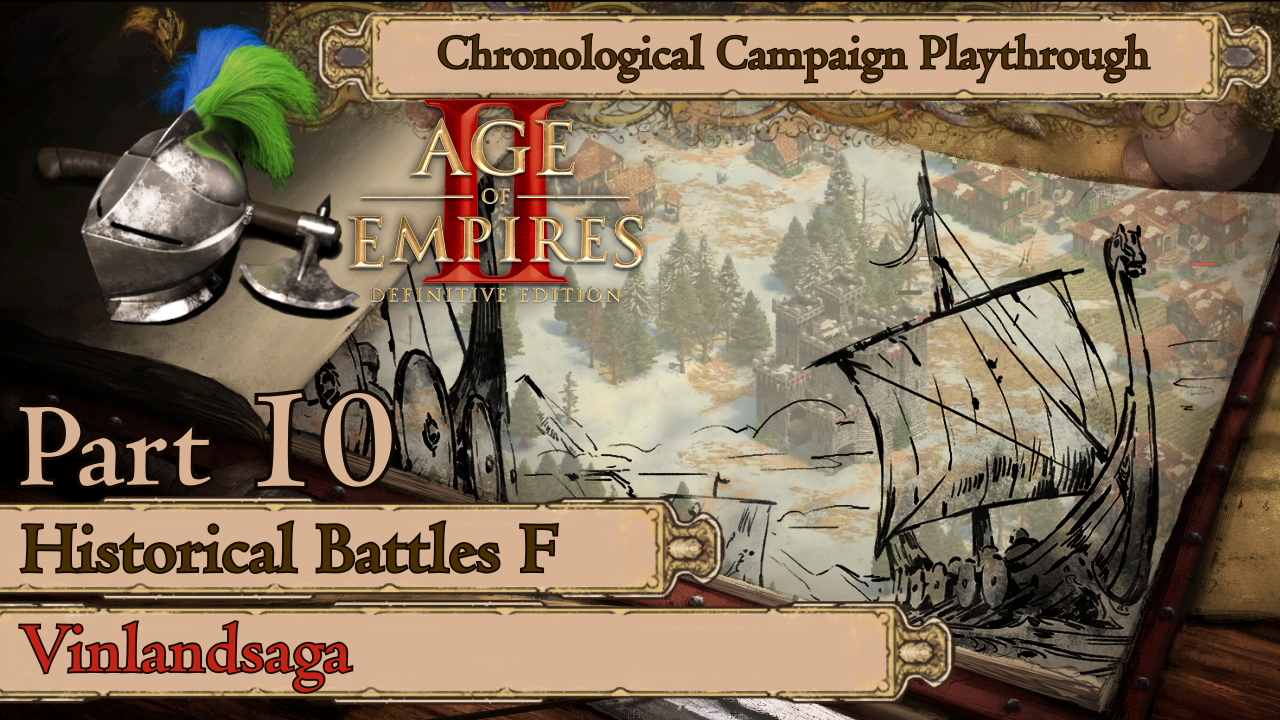 Chronological Campaign Playthrough
II
AGE
OF
EMPIRES
DEFINITIVE EDITION
Part 10
Historical Battles F
Vinlandsaga